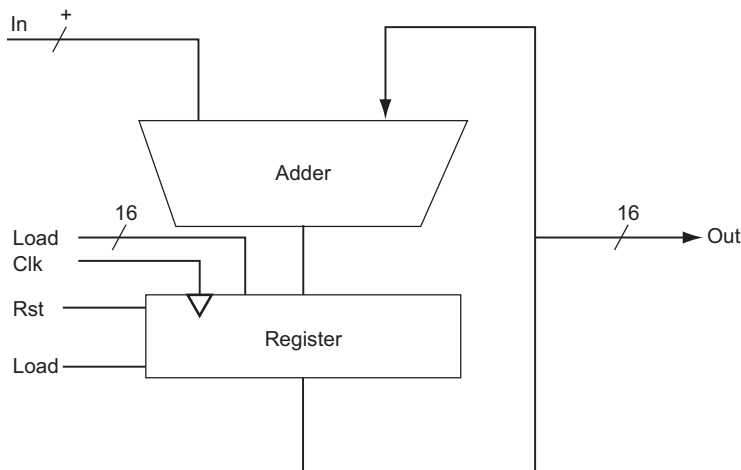 In
+
Adder
16
Load
Clk
16
Out
Rst
Register
Load